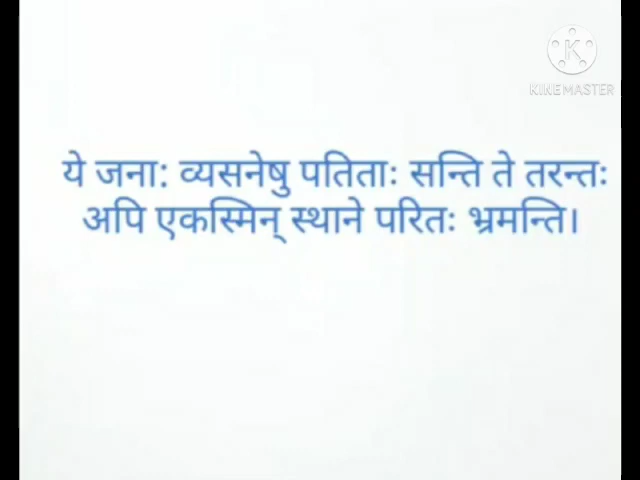 KINEMASTER
ये जना: व्यसनेषु पतिताः सन्ति ते तरन्तः
अपि एकस्मिन् स्थाने परितः भ्रमन्ति।